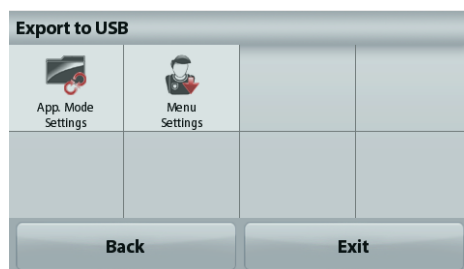 Export to USB
App. Mode
Settings
Menu
Settings
Back
Exit